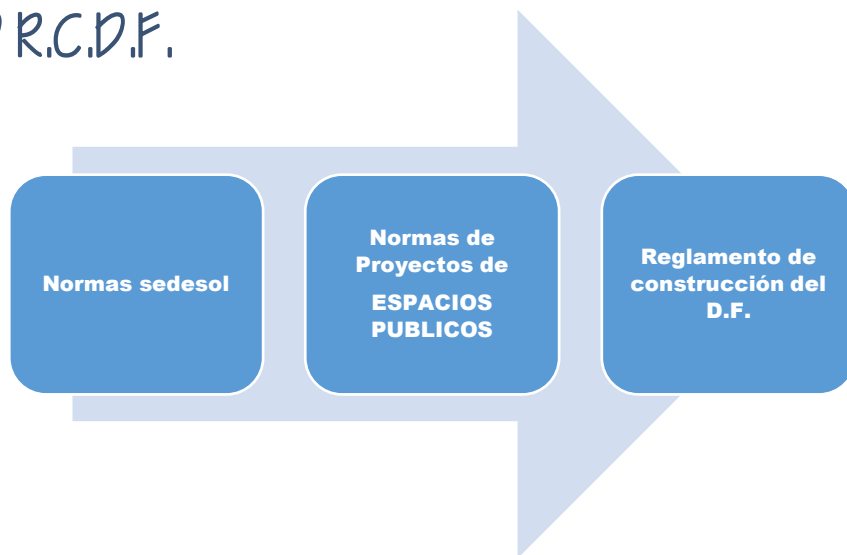 R.C.D.F.
Normas sedesol
Normas de
Proyectos de
ESPACIOS
PUBLICOS
Reglamento de
construcción del
D.F.